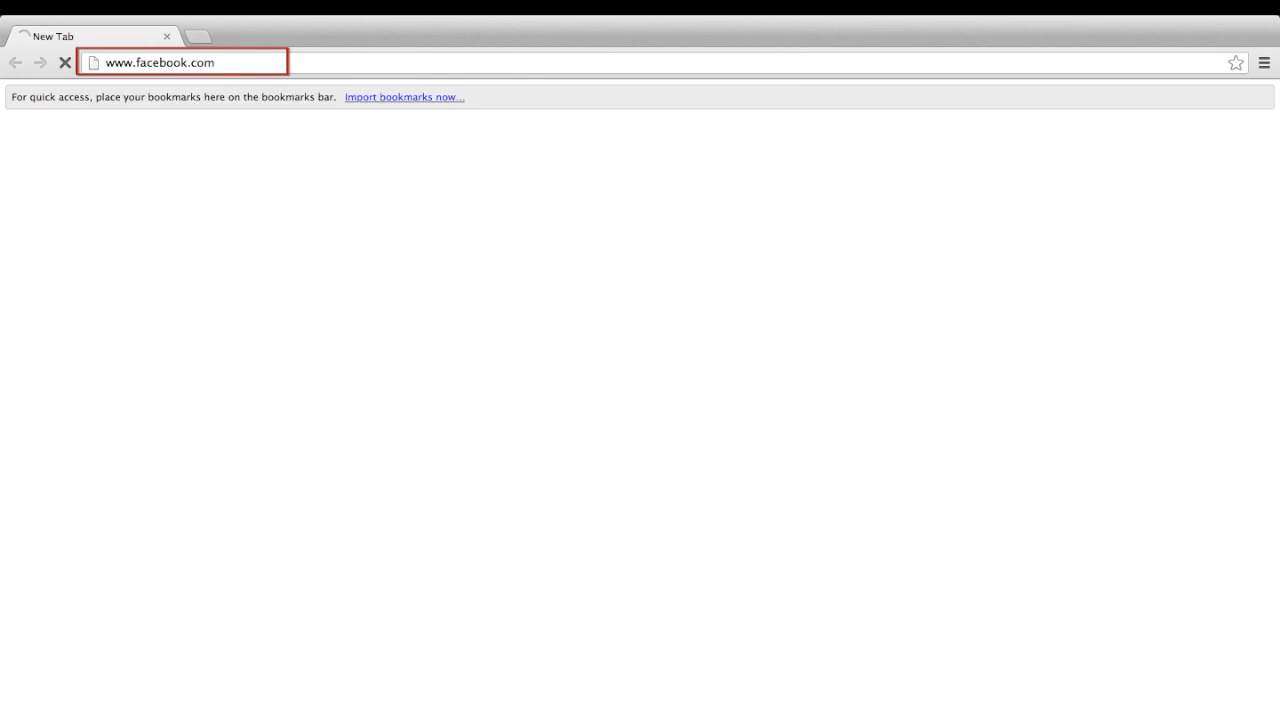 New Tab
www.facebook.com
For quick access, place your bookmarks here on the bookmarks bar. Import bookmarks now...